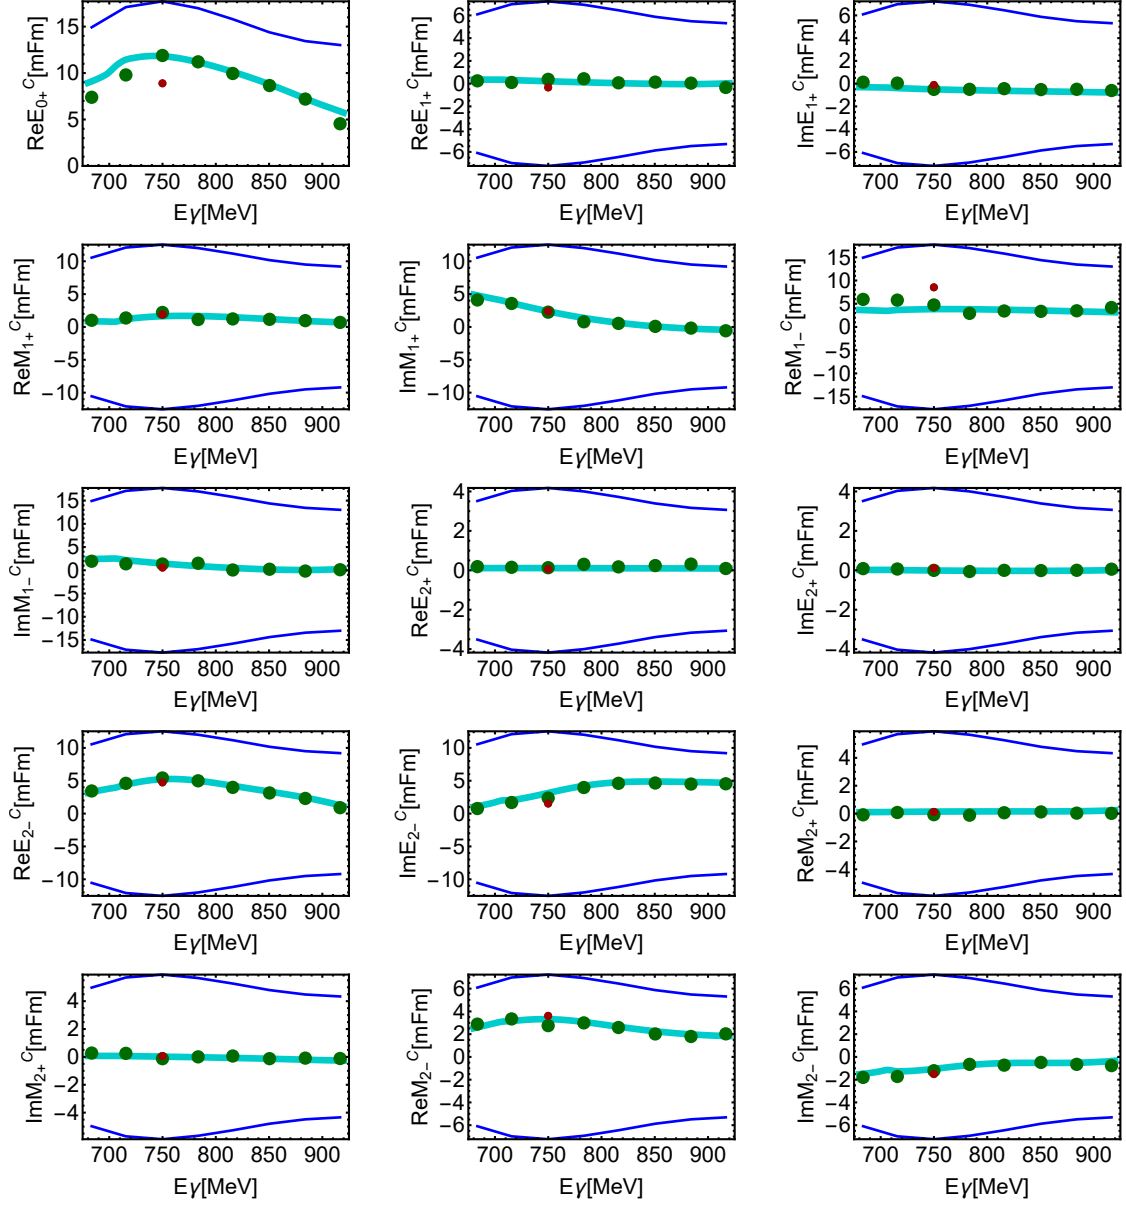 ReE0+ C[mFm]
15
10
5
0
700 750 800 850 900
Eγ[MeV]
ReE1+ C[mFm]
6
4
2
0
−2
−4
−6
700 750 800 850 900
Eγ[MeV]
ImE1+ C[mFm]
6
4
2
0
−2
−4
−6
700 750 800 850 900
Eγ[MeV]
ReM1+ C[mFm]
10
5
0
−5
−10
700 750 800 850 900
Eγ[MeV]
ImM1+ C[mFm]
10
5
0
−5
−10
700 750 800 850 900
Eγ[MeV]
ReM1− C[mFm]
15
10
5
0
−5
−10
−15
700 750 800 850 900
Eγ[MeV]
ImM1− C[mFm]
15
10
5
0
−5
−10
−15
700 750 800 850 900
Eγ[MeV]
ReE2+ C[mFm]
4
2
0
−2
−4
700 750 800 850 900
Eγ[MeV]
ImE2+ C[mFm]
4
2
0
−2
−4
700 750 800 850 900
Eγ[MeV]
ReE2− C[mFm]
10
5
0
−5
−10
700 750 800 850 900
Eγ[MeV]
ImE2− C[mFm]
10
5
0
−5
−10
700 750 800 850 900
Eγ[MeV]
ReM2+ C[mFm]
4
2
0
−2
−4
700 750 800 850 900
Eγ[MeV]
ImM2+ C[mFm]
4
2
0
−2
−4
700 750 800 850 900
Eγ[MeV]
ReM2− C[mFm]
6
4
2
0
−2
−4
−6
700 750 800 850 900
Eγ[MeV]
ImM2− C[mFm]
6
4
2
0
−2
−4
−6
700 750 800 850 900
Eγ[MeV]